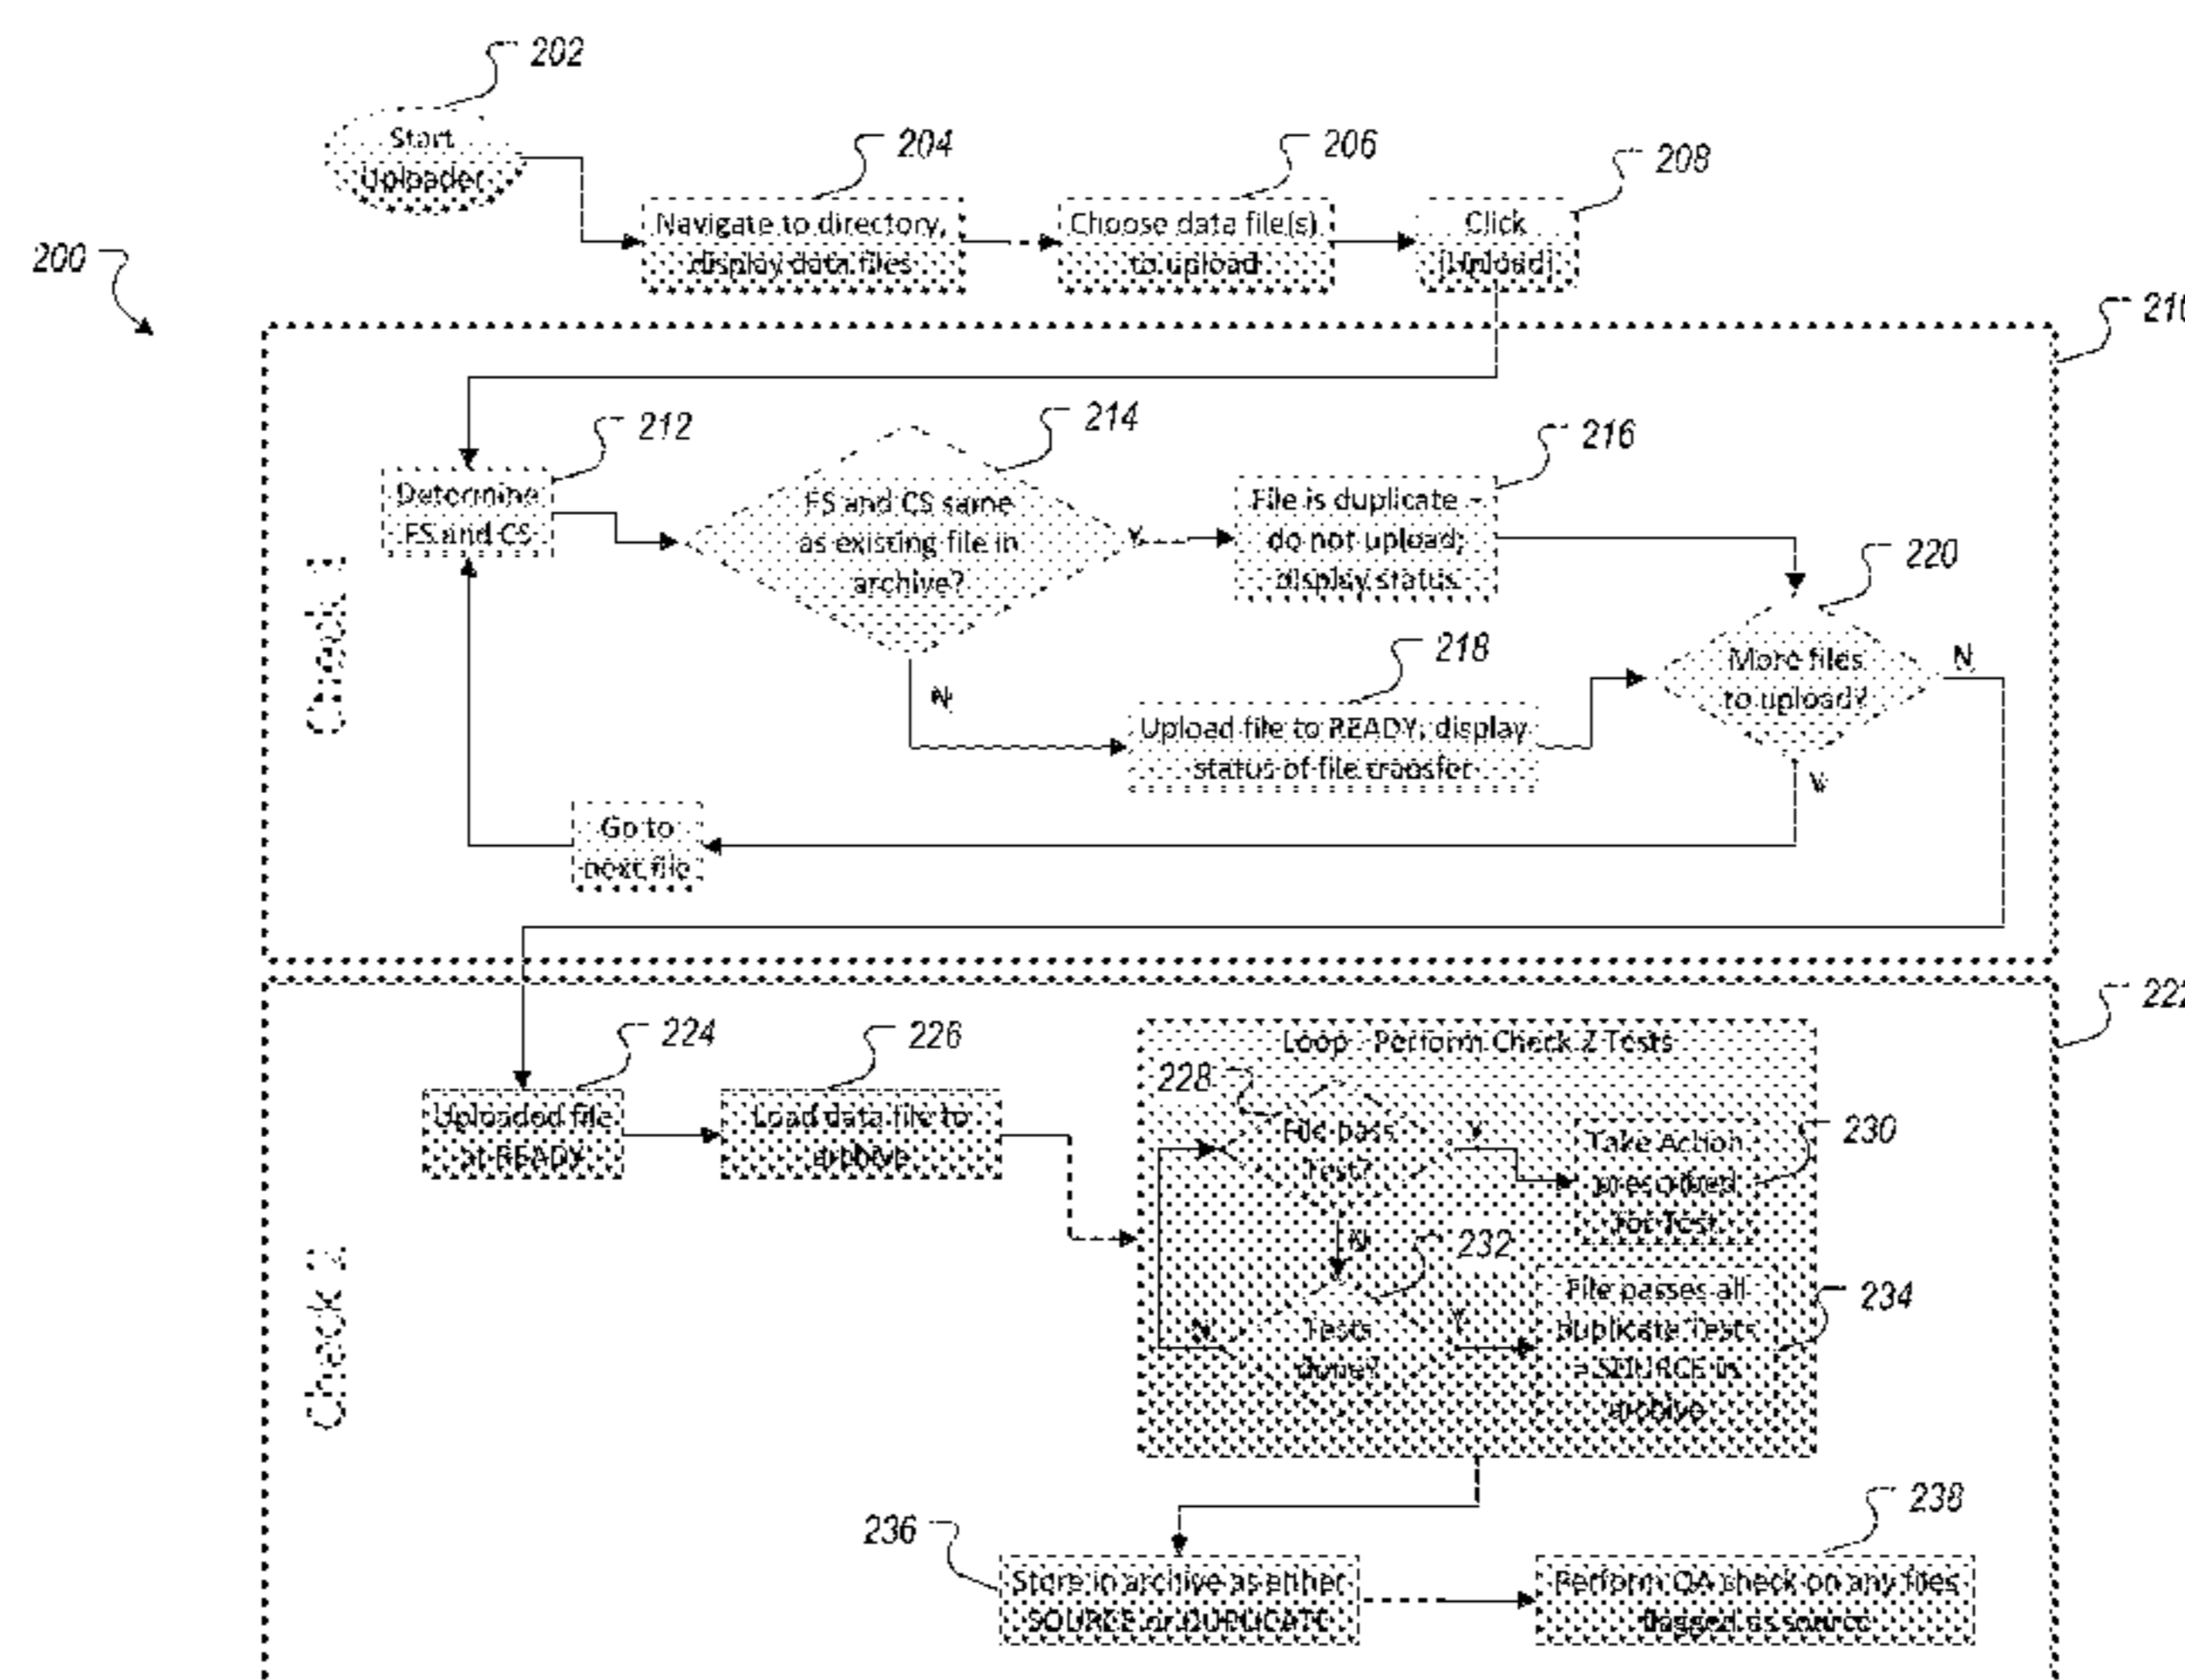 202
Start
Uploader
204
Navigate to directory,
display data files
206
Choose data file(s)
to upload
208
Click
[Upload]
200
210
Check 1
212
Determine
FS and CS
214
FS and CS same
as existing file in
archive?
Y
N
216
File is duplicate -
do not upload;
display status
218
Upload file to READY; display
status of file transfer
220
More files
to upload?
N
Y
Go to
next file
222
Check 2
224
Uploaded file
at READY
226
Load data file to
archive
Loop - Perform Check 2 Tests
228
File pass
Test?
Y
N
230
Take Action
prescribed
for Test
232
Tests
done?
N
Y
234
File passes all
Duplicate Tests
= SOURCE in
archive
236
Store in archive as either
SOURCE or DUPLICATE
238
Perform QA check on any files
flagged as source